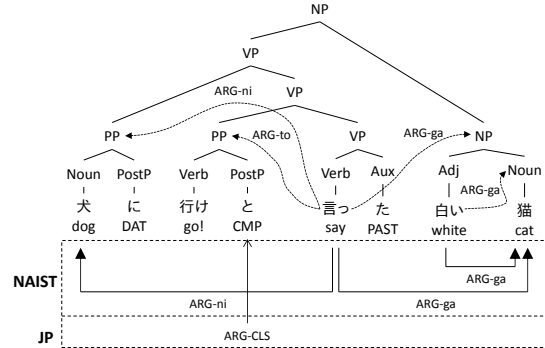 NP
VP
ARG-ni VP
PP PP ARG-to VP ARG-ga NP
Noun PostP Verb PostP Verb Aux Adj ARG-ga Noun
犬 に 行け と 言っ た 白い 猫
dog DAT go! CMP say PAST white cat
NAIST ARG-ga
ARG-ni ARG-ga
JP ARG-CLS